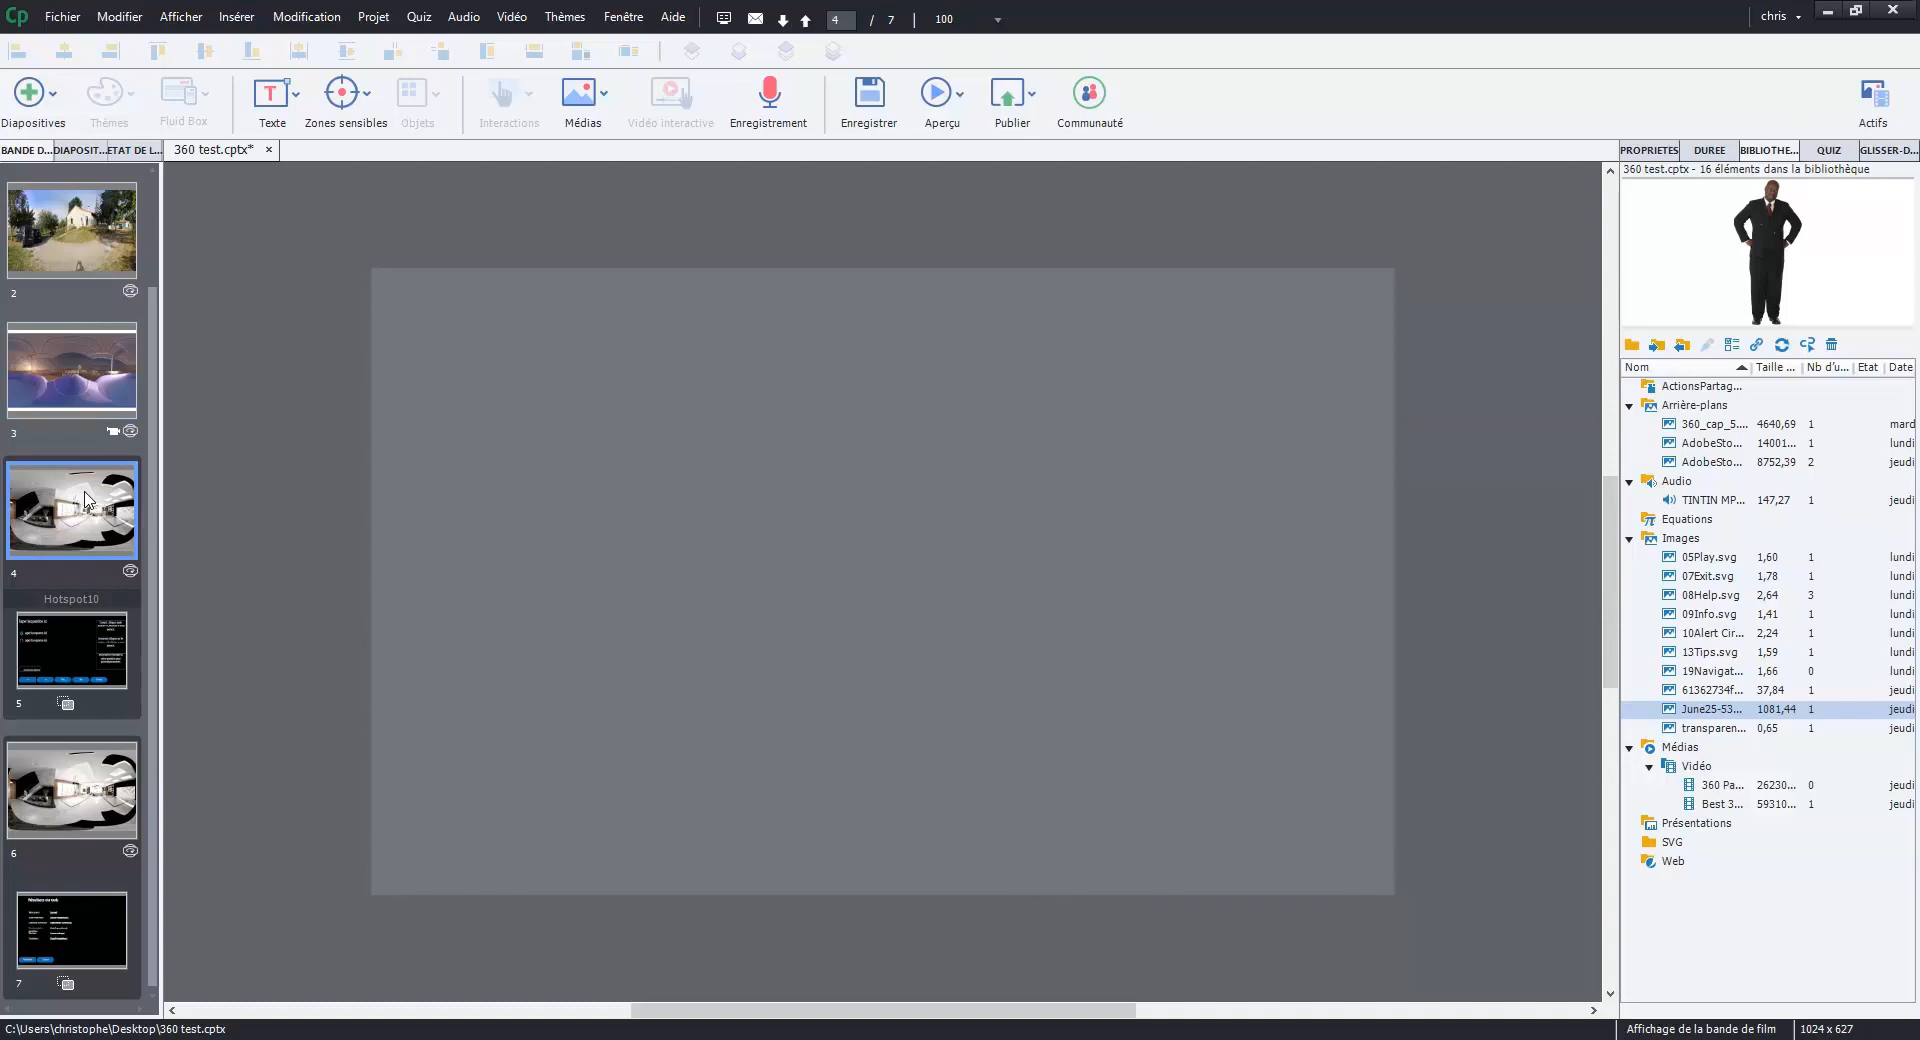 Cp Fichier Modifier Afficher Insérer Modification Projet Quiz Audio Vidéo Thèmes Fenêtre Aide 4 / 7 | 100 chris
Diapositives Thèmes Fluid Box Texte Zones sensibles Objets Interactions Médias Vidéo interactive Enregistrement Enregistrer Aperçu Publier Communauté Actifs
BANDE D... DIAPOSIT... ETAT DE L... 360 test.cptx* × PROPRIETES DUREE BIBLIOTHE... QUIZ GLISSER-D...
360 test.cptx - 16 éléments dans la bibliothèque
2
3
4
Hotspot10
5
6
7
Nom Taille ... Nb d'u... Etat Date
ActionsPartag...
Arrière-plans
360_cap_5.... 4640,69 1 mard
AdobeSto... 14001... 1 lundi
AdobeSto... 8752,39 2 jeudi
Audio
TINTIN MP... 147,27 1 jeudi
Equations
Images
05Play.svg 1,60 1 lundi
07Exit.svg 1,78 1 lundi
08Help.svg 2,64 3 lundi
09Info.svg 1,41 1 lundi
10Alert Cir... 2,24 1 lundi
13Tips.svg 1,59 1 lundi
19Navigat... 1,66 0 lundi
61362734f... 37,84 1 jeudi
June25-53... 1081,44 1 jeudi
transparen... 0,65 1 jeudi
Médias
Vidéo
360 Pa... 26230... 0 jeudi
Best 3... 59310... 1 jeudi
Présentations
SVG
Web
C:\Users\christophe\Desktop\360 test.cptx Affichage de la bande de film 1024 x 627